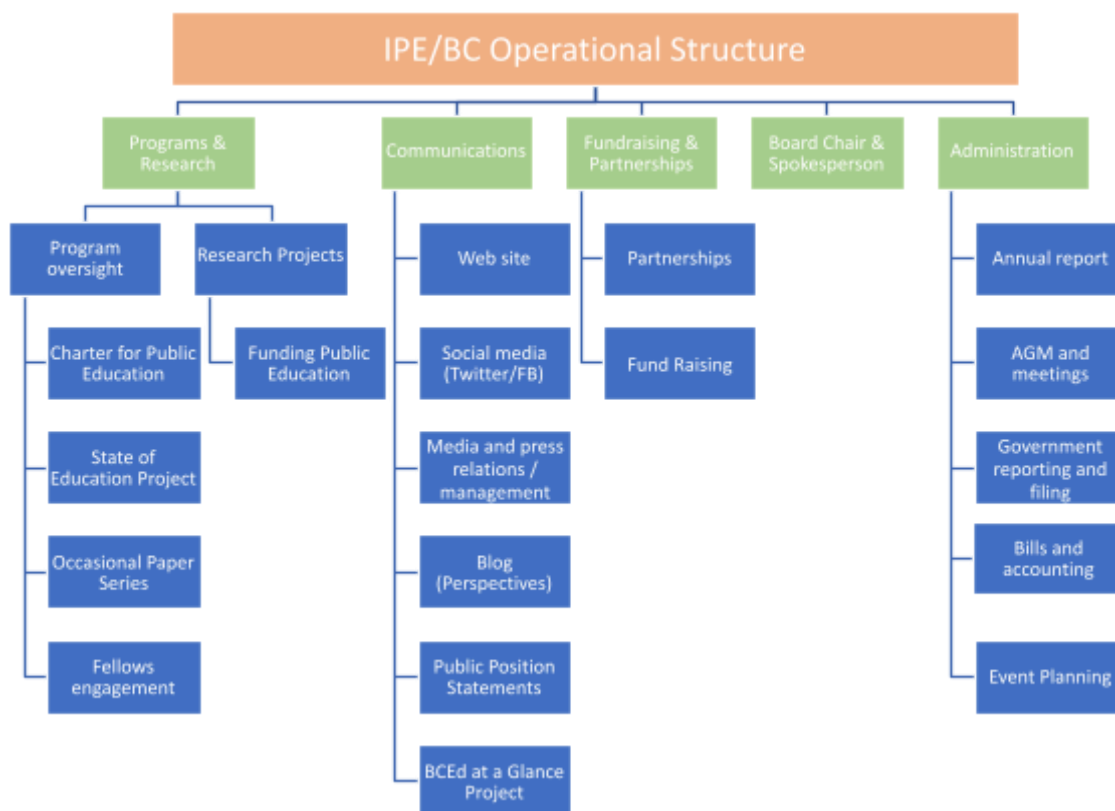 IPE/BC Operational Structure
Programs &
Research
Communications
Fundraising &
Partnerships
Board Chair &
Spokesperson
Administration
Program
oversight
Research Projects
Charter for Public
Education
State of
Education Project
Occasional Paper
Series
Fellows
engagement
Funding Public
Education
Web site
Social media
(Twitter/FB)
Media and press
relations /
management
Blog
(Perspectives)
Public Position
Statements
BCEd at a Glance
Project
Partnerships
Fund Raising
Annual report
AGM and
meetings
Government
reporting and
filing
Bills and
accounting
Event Planning